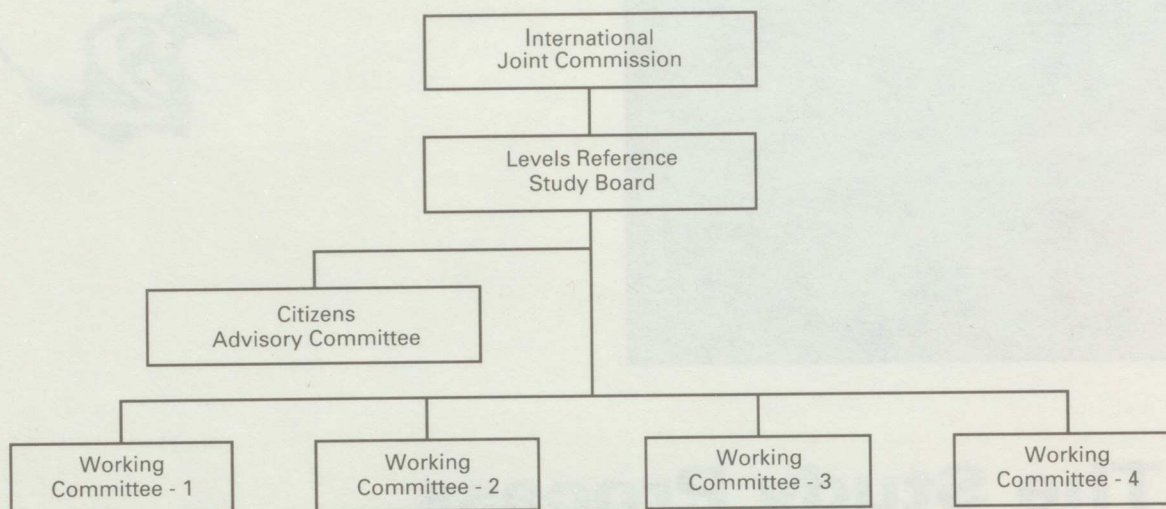 International
Joint Commission
Levels Reference
Study Board
Citizens
Advisory Committee
Working
Committee - 1
Working
Committee - 2
Working
Committee - 3
Working
Committee - 4